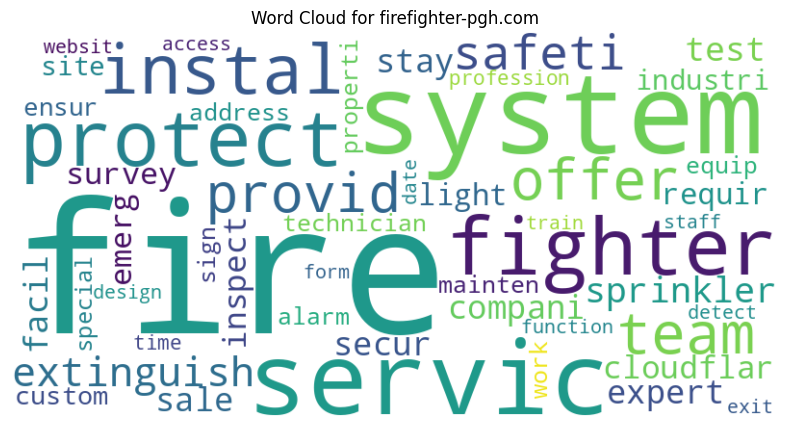 Word Cloud for firefighter-pgh.com
websit
access
site
instal
properti
stay
safeti
test
profession
industri
ensur
address
protect
system
survey
provid
date
light
offer
equip
requir
emerg
technician
train
staff
fire
fighter
facil
special
sign
inspect
form
mainten
sprinkler
design
alarm
compani
detect
function
time
secur
team
extinguish
servic
work
cloudflar
custom
sale
expert
exit